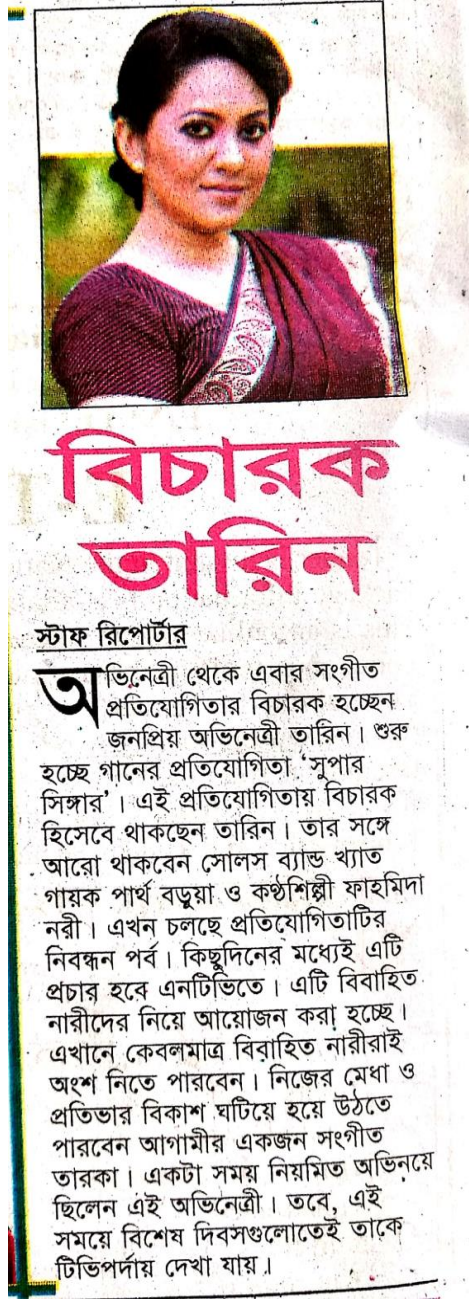 বিচারক
তারিন
স্টাফ রিপোর্টার
অভিনেত্রী থেকে এবার সংগীত
প্রতিযোগিতার বিচারক হচ্ছেন
জনপ্রিয় অভিনেত্রী তারিন। শুরু
হচ্ছে গানের প্রতিযোগিতা ‘সুপার
সিঙ্গার’। এই প্রতিযোগিতায় বিচারক
হিসেবে থাকছেন তারিন। তার সঙ্গে
আরো থাকবেন সোলস ব্যান্ড খ্যাত
গায়ক পার্থ বড়ুয়া ও কণ্ঠশিল্পী ফাহমিদা
নবী। এখন চলছে প্রতিযোগিতাটির
নিবন্ধন পর্ব। কিছুদিনের মধ্যেই এটি
প্রচার হবে এনটিভিতে। এটি বিবাহিত
নারীদের নিয়ে আয়োজন করা হচ্ছে।
এখানে কেবলমাত্র বিবাহিত নারীরাই
অংশ নিতে পারবেন। নিজের মেধা ও
প্রতিভার বিকাশ ঘটিয়ে হয়ে উঠতে
পারবেন আগামীর একজন সংগীত
তারকা। একটা সময় নিয়মিত অভিনয়ে
ছিলেন এই অভিনেত্রী। তবে, এই
সময়ে বিশেষ দিবসগুলোতেই তাকে
টিভিপর্দায় দেখা যায়।